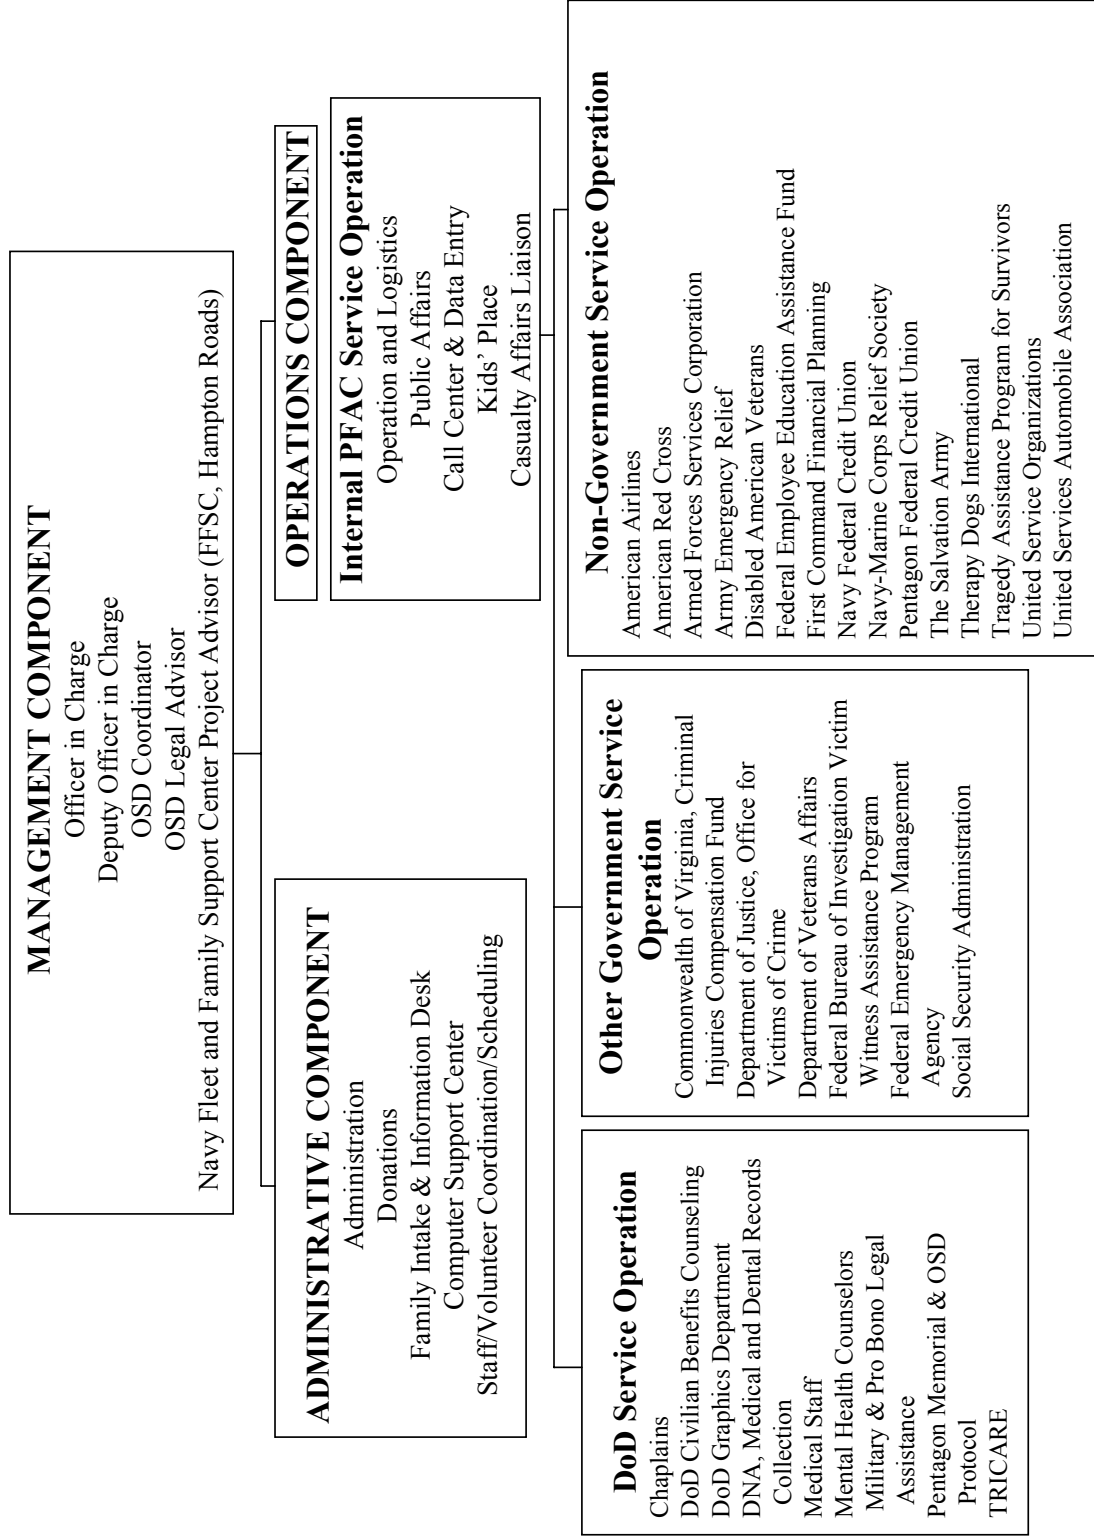 MANAGEMENT COMPONENT
Officer in Charge
Deputy Officer in Charge
OSD Coordinator
OSD Legal Advisor
Navy Fleet and Family Support Center Project Advisor (FFSC, Hampton Roads)
ADMINISTRATIVE COMPONENT
Administration
Donations
Family Intake & Information Desk
Computer Support Center
Staff/Volunteer Coordination/Scheduling
OPERATIONS COMPONENT
Internal PFAC Service Operation
Operation and Logistics
Public Affairs
Call Center & Data Entry
Kids’ Place
Casualty Affairs Liaison
DoD Service Operation
Chaplains
DoD Civilian Benefits Counseling
DoD Graphics Department
DNA, Medical and Dental Records
Collection
Medical Staff
Mental Health Counselors
Military & Pro Bono Legal
Assistance
Pentagon Memorial & OSD
Protocol
TRICARE
Other Government Service
Operation
Commonwealth of Virginia, Criminal
Injuries Compensation Fund
Department of Justice, Office for
Victims of Crime
Department of Veterans Affairs
Federal Bureau of Investigation Victim
Witness Assistance Program
Federal Emergency Management
Agency
Social Security Administration
Non-Government Service Operation
American Airlines
American Red Cross
Armed Forces Services Corporation
Army Emergency Relief
Disabled American Veterans
Federal Employee Education Assistance Fund
First Command Financial Planning
Navy Federal Credit Union
Navy-Marine Corps Relief Society
Pentagon Federal Credit Union
The Salvation Army
Therapy Dogs International
Tragedy Assistance Program for Survivors
United Service Organizations
United Services Automobile Association